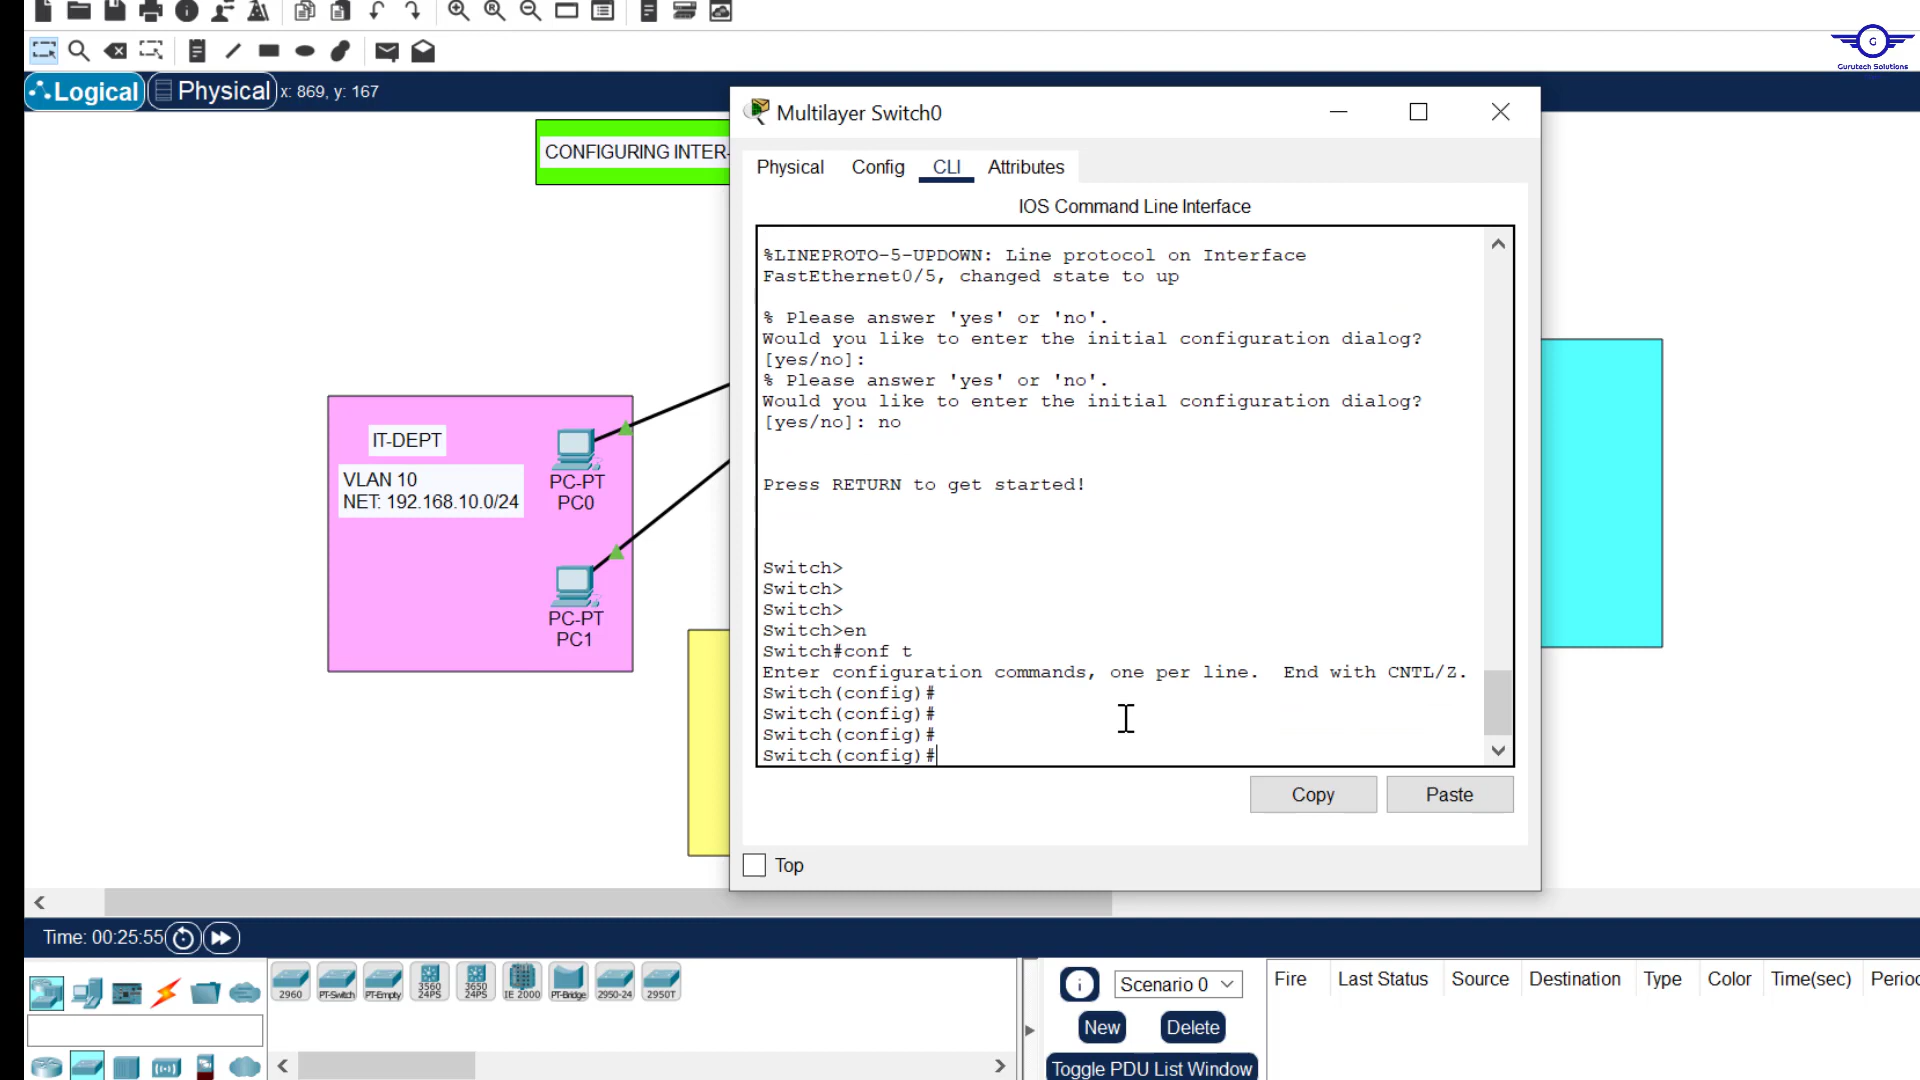 G
Gurutech Solutions
Logical
Physical
x: 869, y: 167
CONFIGURING INTER-
Multilayer Switch0
Physical Config CLI Attributes
IOS Command Line Interface
%LINEPROTO-5-UPDOWN: Line protocol on Interface
FastEthernet0/5, changed state to up
% Please answer 'yes' or 'no'.
Would you like to enter the initial configuration dialog?
[yes/no]:
% Please answer 'yes' or 'no'.
Would you like to enter the initial configuration dialog?
[yes/no]: no
Press RETURN to get started!
Switch>
Switch>
Switch>
Switch>en
Switch#conf t
Enter configuration commands, one per line.  End with CNTL/Z.
Switch(config)#
Switch(config)#
Switch(config)#
Switch(config)#
Copy
Paste
Top
IT-DEPT
VLAN 10
NET: 192.168.10.0/24
PC-PT
PC0
PC-PT
PC1
Time: 00:25:55
2960
PT-Switch
PT-Empty
3560
24PS
3650
24PS
IE 2000
PT-Bridge
2950-24
2950T
Scenario 0
New
Delete
Toggle PDU List Window
Fire Last Status Source Destination Type Color Time(sec) Perio